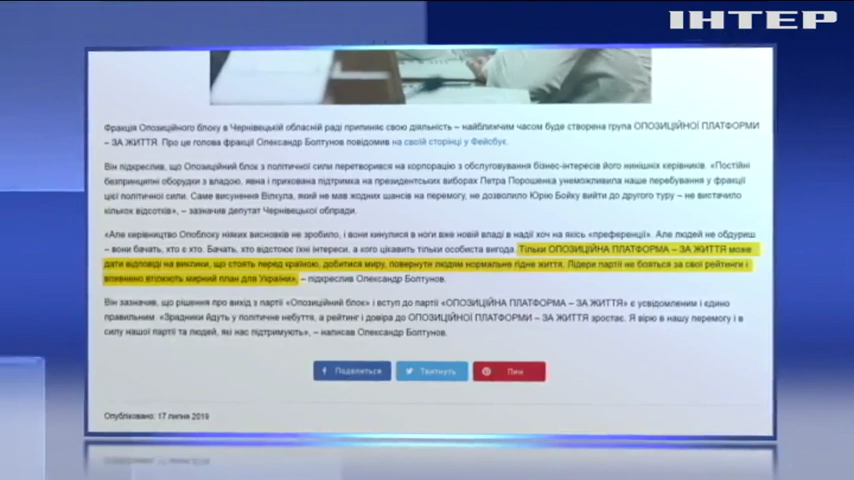 ІНТЕР
Фракція Опозиційного блоку в Чернівецькій обласній раді припиняє свою діяльність – найближчим часом буде створена група ОПОЗИЦІЙНОЇ ПЛАТФОРМИ
– ЗА ЖИТТЯ. Про це голова фракції Олександр Болтунов повідомив на своїй сторінці у Фейсбук.
Він підкреслив, що Опозиційний блок з політичної сили перетворився на корпорацію з обслуговування бізнес-інтересів його нинішніх керівників. «Постійні
безпринципні оборудки з владою, явна і прихована підтримка на президентських виборах Петра Порошенка унеможливила наше перебування у фракції
цієї політичної сили. Саме висунення Вілкула, який не мав жодних шансів на перемогу, не дозволило Юрію Бойку вийти до другого туру – не вистачило
кількох відсотків», – зазначив депутат Чернівецької облради.
«Але керівництво Опоблоку ніяких висновків не зробило, і вони кинулися в ноги вже новій владі в надії хоч на якісь «преференції». Але людей не обдуриш
– вони бачать, хто є хто. Бачать, хто відстоює їхні інтереси, а кого цікавить тільки особиста вигода. Тільки ОПОЗИЦІЙНА ПЛАТФОРМА – ЗА ЖИТТЯ може
дати відповіді на виклики, що стоять перед країною, добитися миру, повернути людям нормальне гідне життя. Лідери партії не бояться за свої рейтинги і
впевнено втілюють мирний план для України», – підкреслив Олександр Болтунов.
Він зазначив, що рішення про вихід з партії «Опозиційний блок» і вступ до партії «ОПОЗИЦІЙНА ПЛАТФОРМА – ЗА ЖИТТЯ» є усвідомленим і єдино
правильним. «Зрадники йдуть у політичне небуття, а рейтинг і довіра до ОПОЗИЦІЙНОЇ ПЛАТФОРМИ – ЗА ЖИТТЯ зростає. Я вірю в нашу перемогу і в
силу нашої партії та людей, які нас підтримують», – написав Олександр Болтунов.
Поделиться Твитнуть Пин
Опубліковано: 17 липня 2019